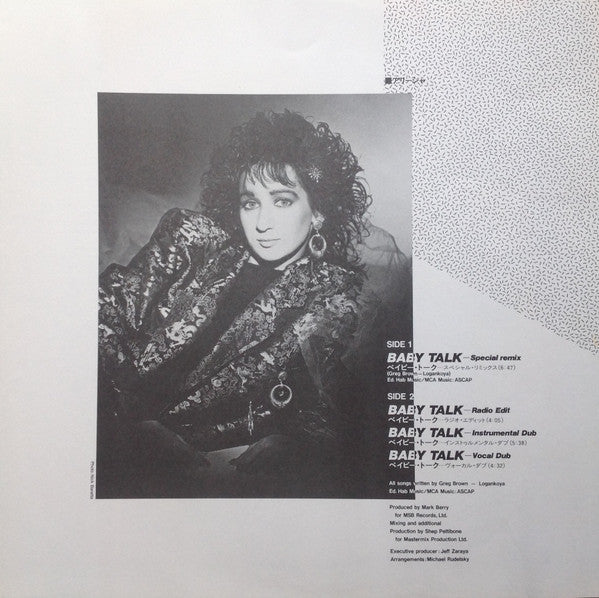 ■アリーシャ
SIDE 1
BABY TALK—Special remix
ベイビー・トーク—スペシャル・リミックス(6:47)
(Greg Brown—Logankoya)
Ed. Hab Music/MCA Music: ASCAP
SIDE 2
BABY TALK—Radio Edit
ベイビー・トーク—ラジオ・エディット(4:05)
BABY TALK—Instrumental Dub
ベイビー・トーク—インストゥルメンタル・ダブ(5:38)
BABY TALK—Vocal Dub
ベイビー・トーク—ヴォーカル・ダブ(4:32)
All songs written by Greg Brown — Logankoya
Ed. Hab Music/MCA Music/ASCAP
Produced by Mark Berry
for MSB Records, Ltd.
Mixing and additional
Production by Shep Pettibone
for Mastermix Production Ltd.
Executive producer: Jeff Zaraya
Arrangements: Michael Rudetsky
Photo: Nick